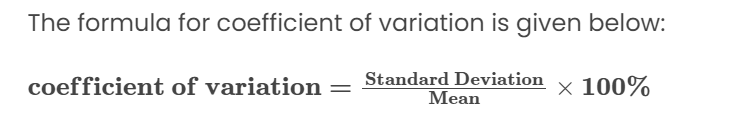 The formula for coefficient of variation is given below:
coefficient of variation = Standard Deviation / Mean × 100%